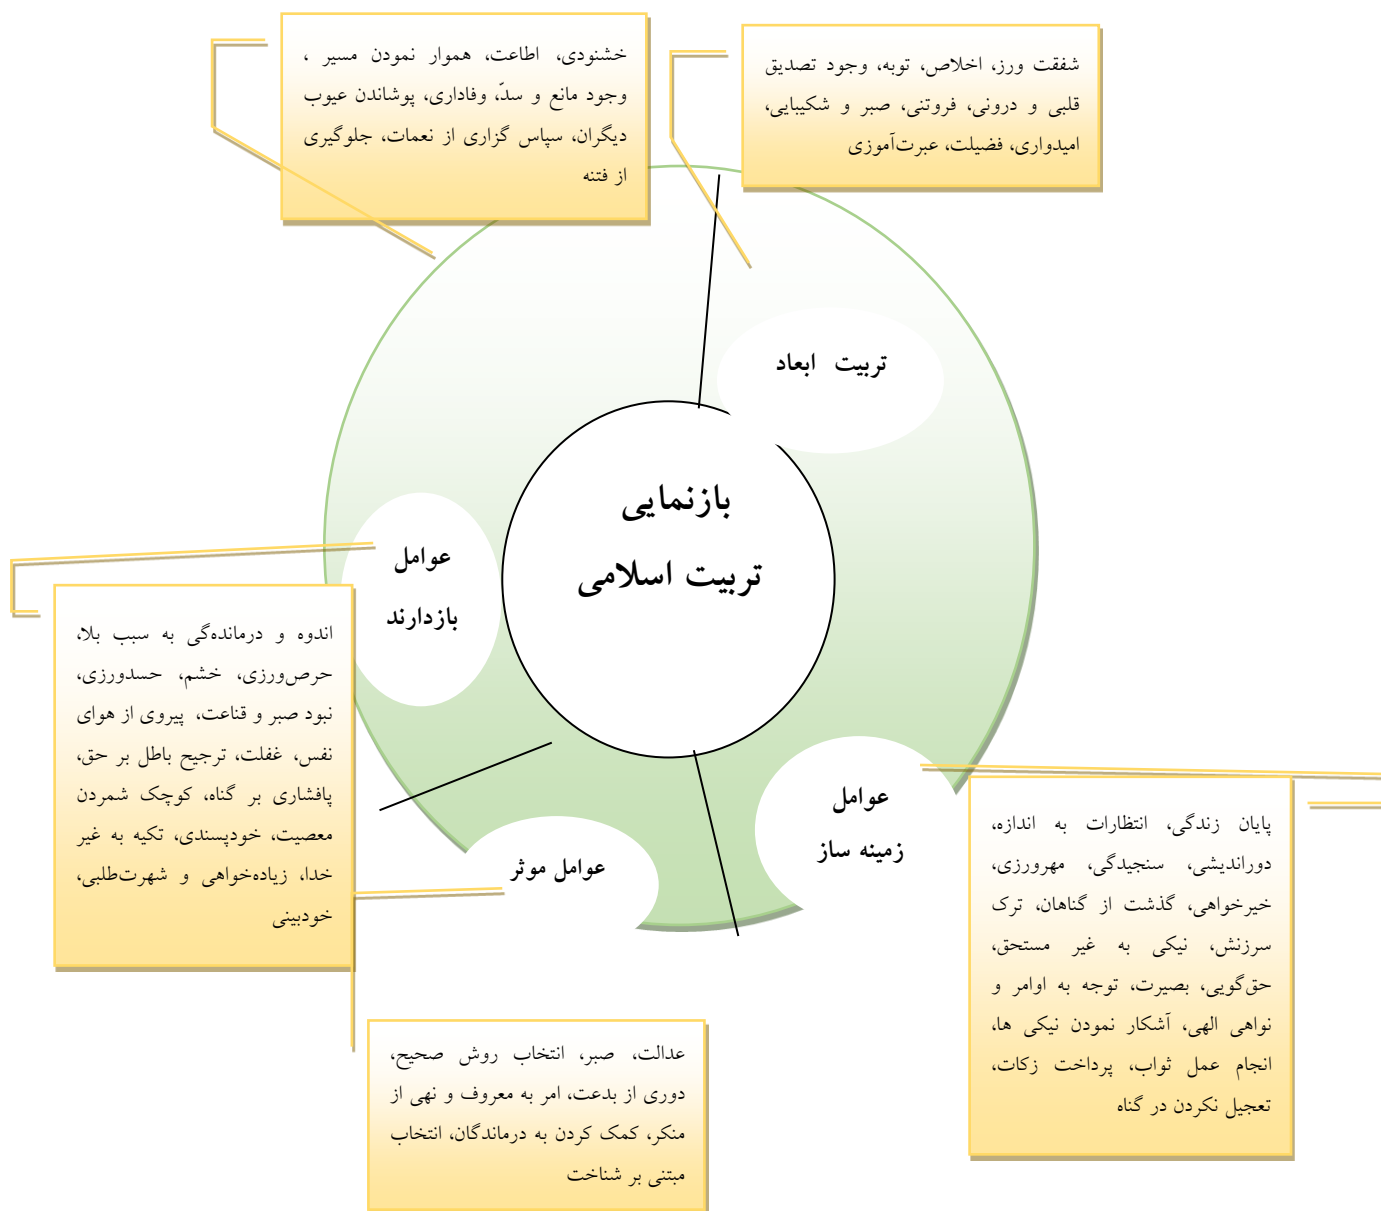 شفقت ورز، اخلاص، توبه، وجود تصدیق
قلبی و درونی، فروتنی، صبر و شکیبایی،
امیدواری، فضیلت، عبرت‌آموزی
خشنودی، اطاعت، هموار نمودن مسیر ،
وجود مانع و سدّ، وفاداری، پوشاندن عیوب
دیگران، سپاس گزاری از نعمات، جلوگیری
از فتنه
تربیت ابعاد
بازنمایی
تربیت اسلامی
عوامل
بازدارند
اندوه و درمانده‌گی به سبب بلا،
حرص‌ورزی، خشم، حسدورزی،
نبود صبر و قناعت، پیروی از هوای
نفس، غفلت، ترجیح باطل بر حق،
پافشاری بر گناه، کوچک شمردن
معصیت، خودپسندی، تکیه به غیر
خدا، زیاده‌خواهی و شهرت‌طلبی،
خودبینی
عوامل
زمینه ساز
عوامل موثر
پایان زندگی، انتظارات به اندازه،
دوراندیشی، سنجیدگی، مهرورزی،
خیرخواهی، گذشت از گناهان، ترک
سرزنش، نیکی به غیر مستحق،
حق‌گویی، بصیرت، توجه به اوامر و
نواهی الهی، آشکار نمودن نیکی ها،
انجام عمل ثواب، پرداخت زکات،
تعجیل نکردن در گناه
عدالت، صبر، انتخاب روش صحیح،
دوری از بدعت، امر به معروف و نهی از
منکر، کمک کردن به درماندگان، انتخاب
مبتنی بر شناخت